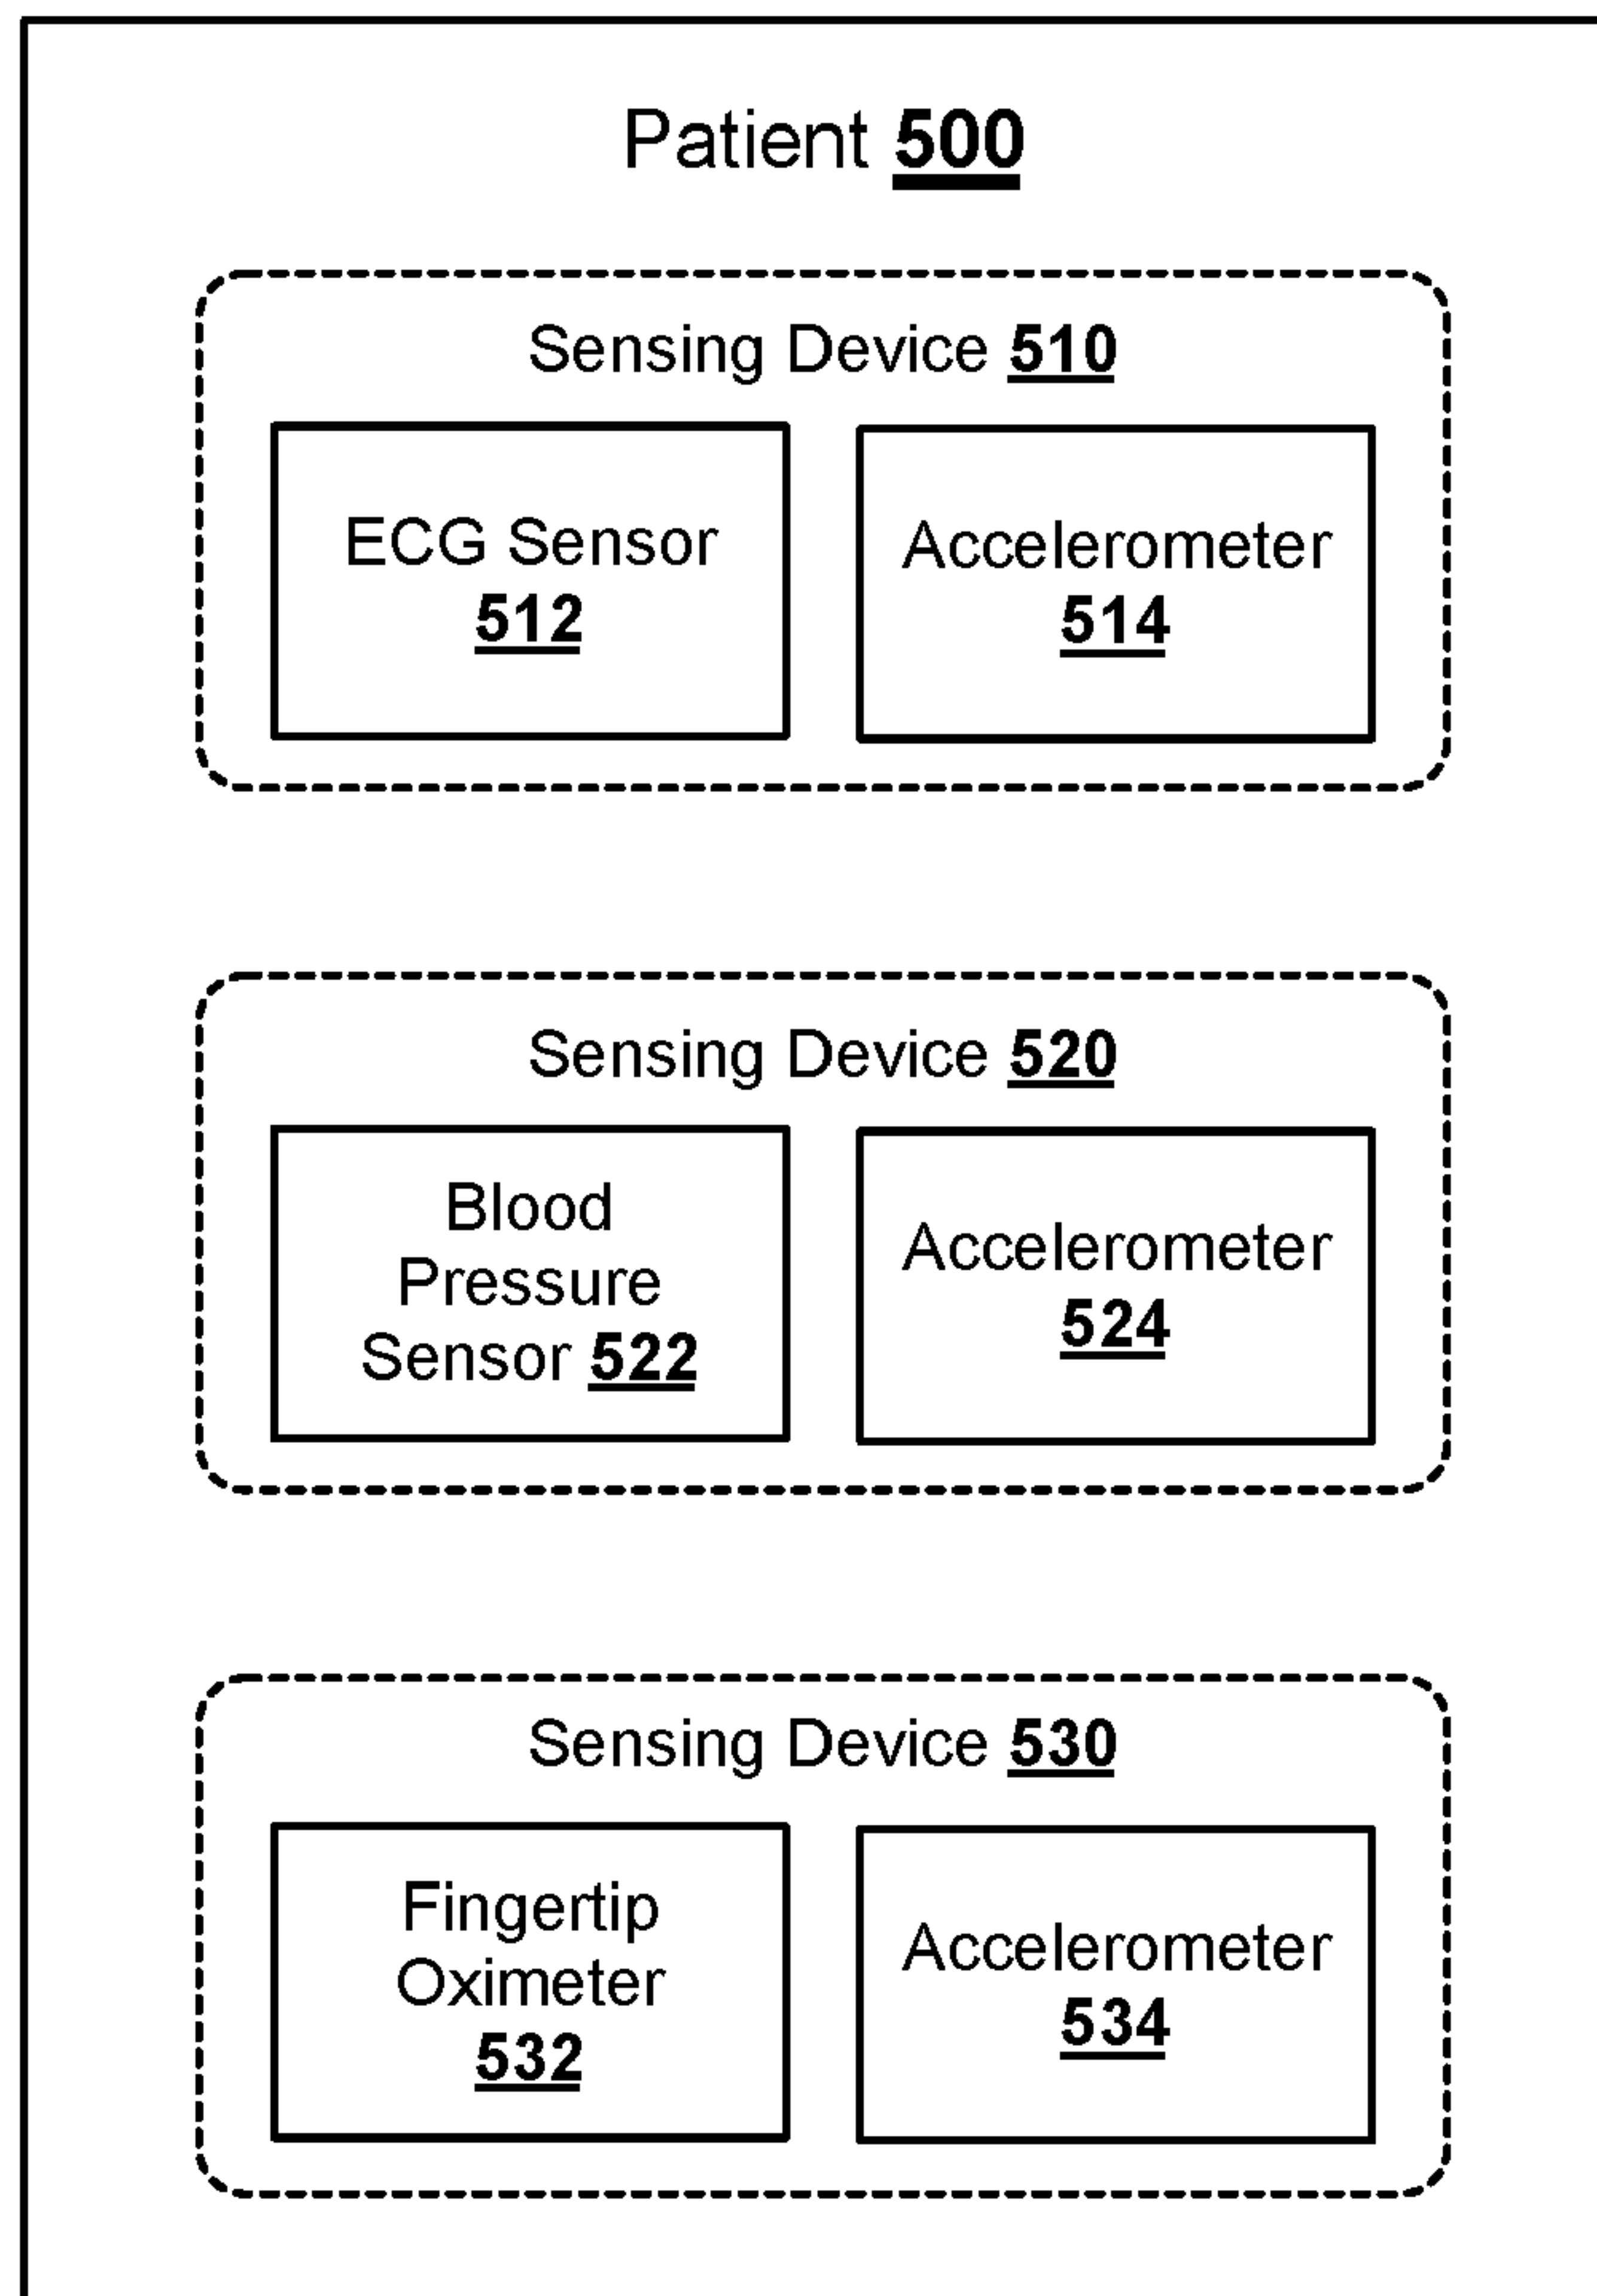 Patient 500
Sensing Device 510
ECG Sensor
512
Accelerometer
514
Sensing Device 520
Blood
Pressure
Sensor 522
Accelerometer
524
Sensing Device 530
Fingertip
Oximeter
532
Accelerometer
534